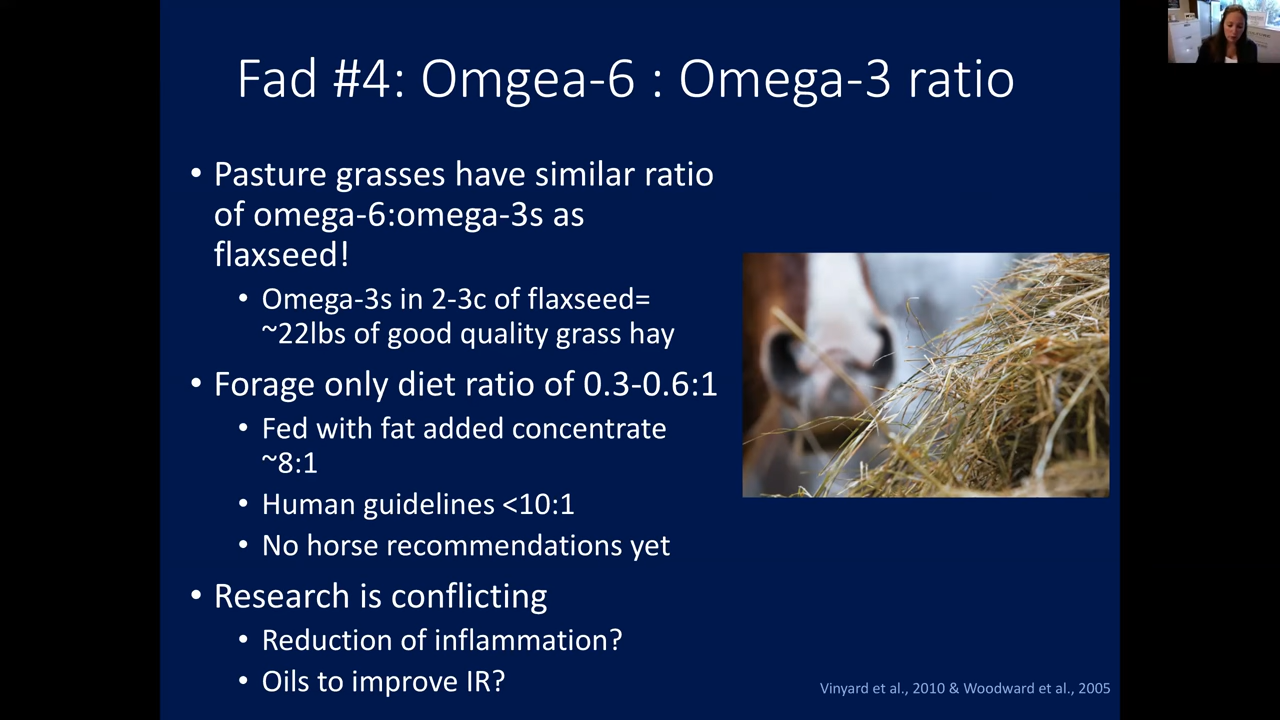 Fad #4: Omgea-6 : Omega-3 ratio
• Pasture grasses have similar ratio
of omega-6:omega-3s as
flaxseed!
• Omega-3s in 2-3c of flaxseed=
~22lbs of good quality grass hay
• Forage only diet ratio of 0.3-0.6:1
• Fed with fat added concentrate
~8:1
• Human guidelines <10:1
• No horse recommendations yet
• Research is conflicting
• Reduction of inflammation?
• Oils to improve IR?
Vinyard et al., 2010 & Woodward et al., 2005